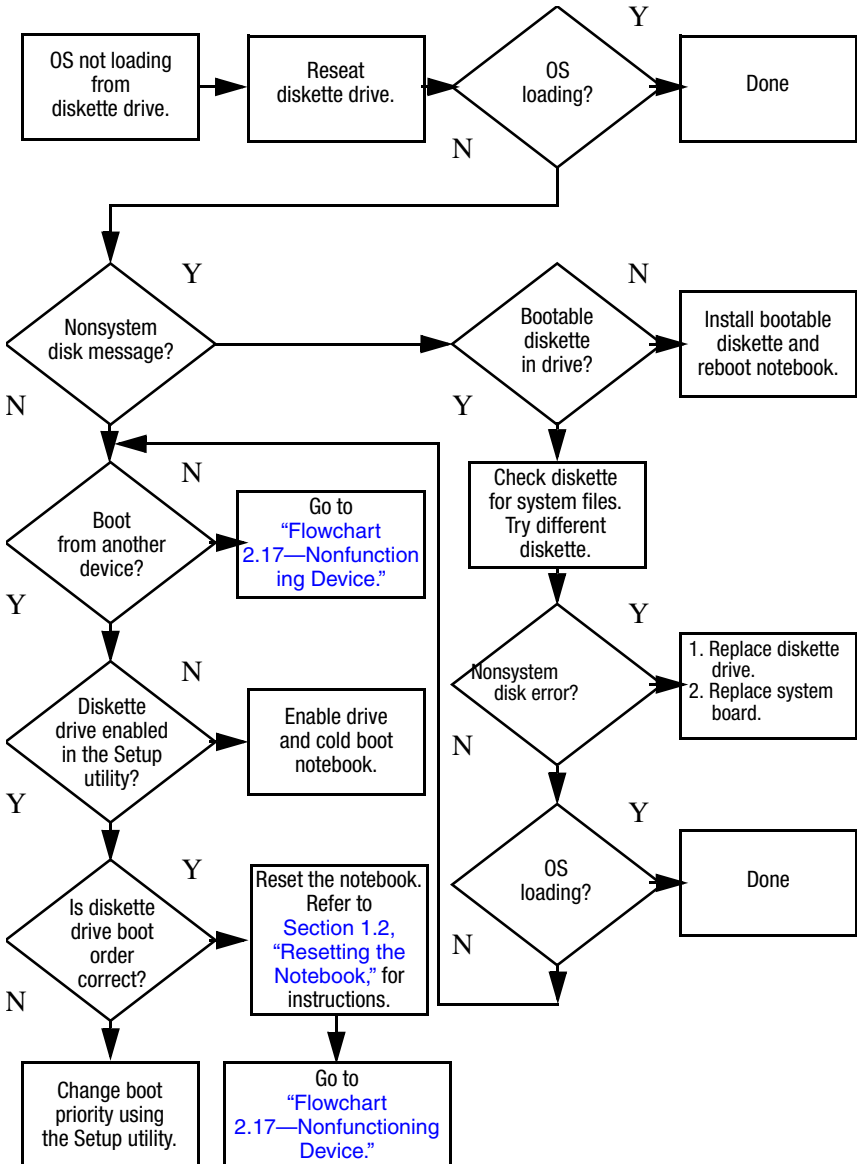 OS not loading
from
diskette drive.
Reseat
diskette drive.
OS
loading?
Y
Done
N
Nonsystem
disk message?
Y
N
Bootable
diskette
in drive?
N
Install bootable
diskette and
reboot notebook.
Y
Boot
from another
device?
N
Go to
“Flowchart
2.17—Nonfunction
ing Device.”
Y
Check diskette
for system files.
Try different
diskette.
Nonsystem
disk error?
Y
1. Replace diskette
drive.
2. Replace system
board.
N
Diskette
drive enabled
in the Setup
utility?
N
Enable drive
and cold boot
notebook.
Y
OS
loading?
Y
Done
N
Is diskette
drive boot
order
correct?
Y
Reset the notebook.
Refer to
Section 1.2,
“Resetting the
Notebook,” for
instructions.
N
Change boot
priority using
the Setup utility.
Go to
“Flowchart
2.17—Nonfunctioning
Device.”